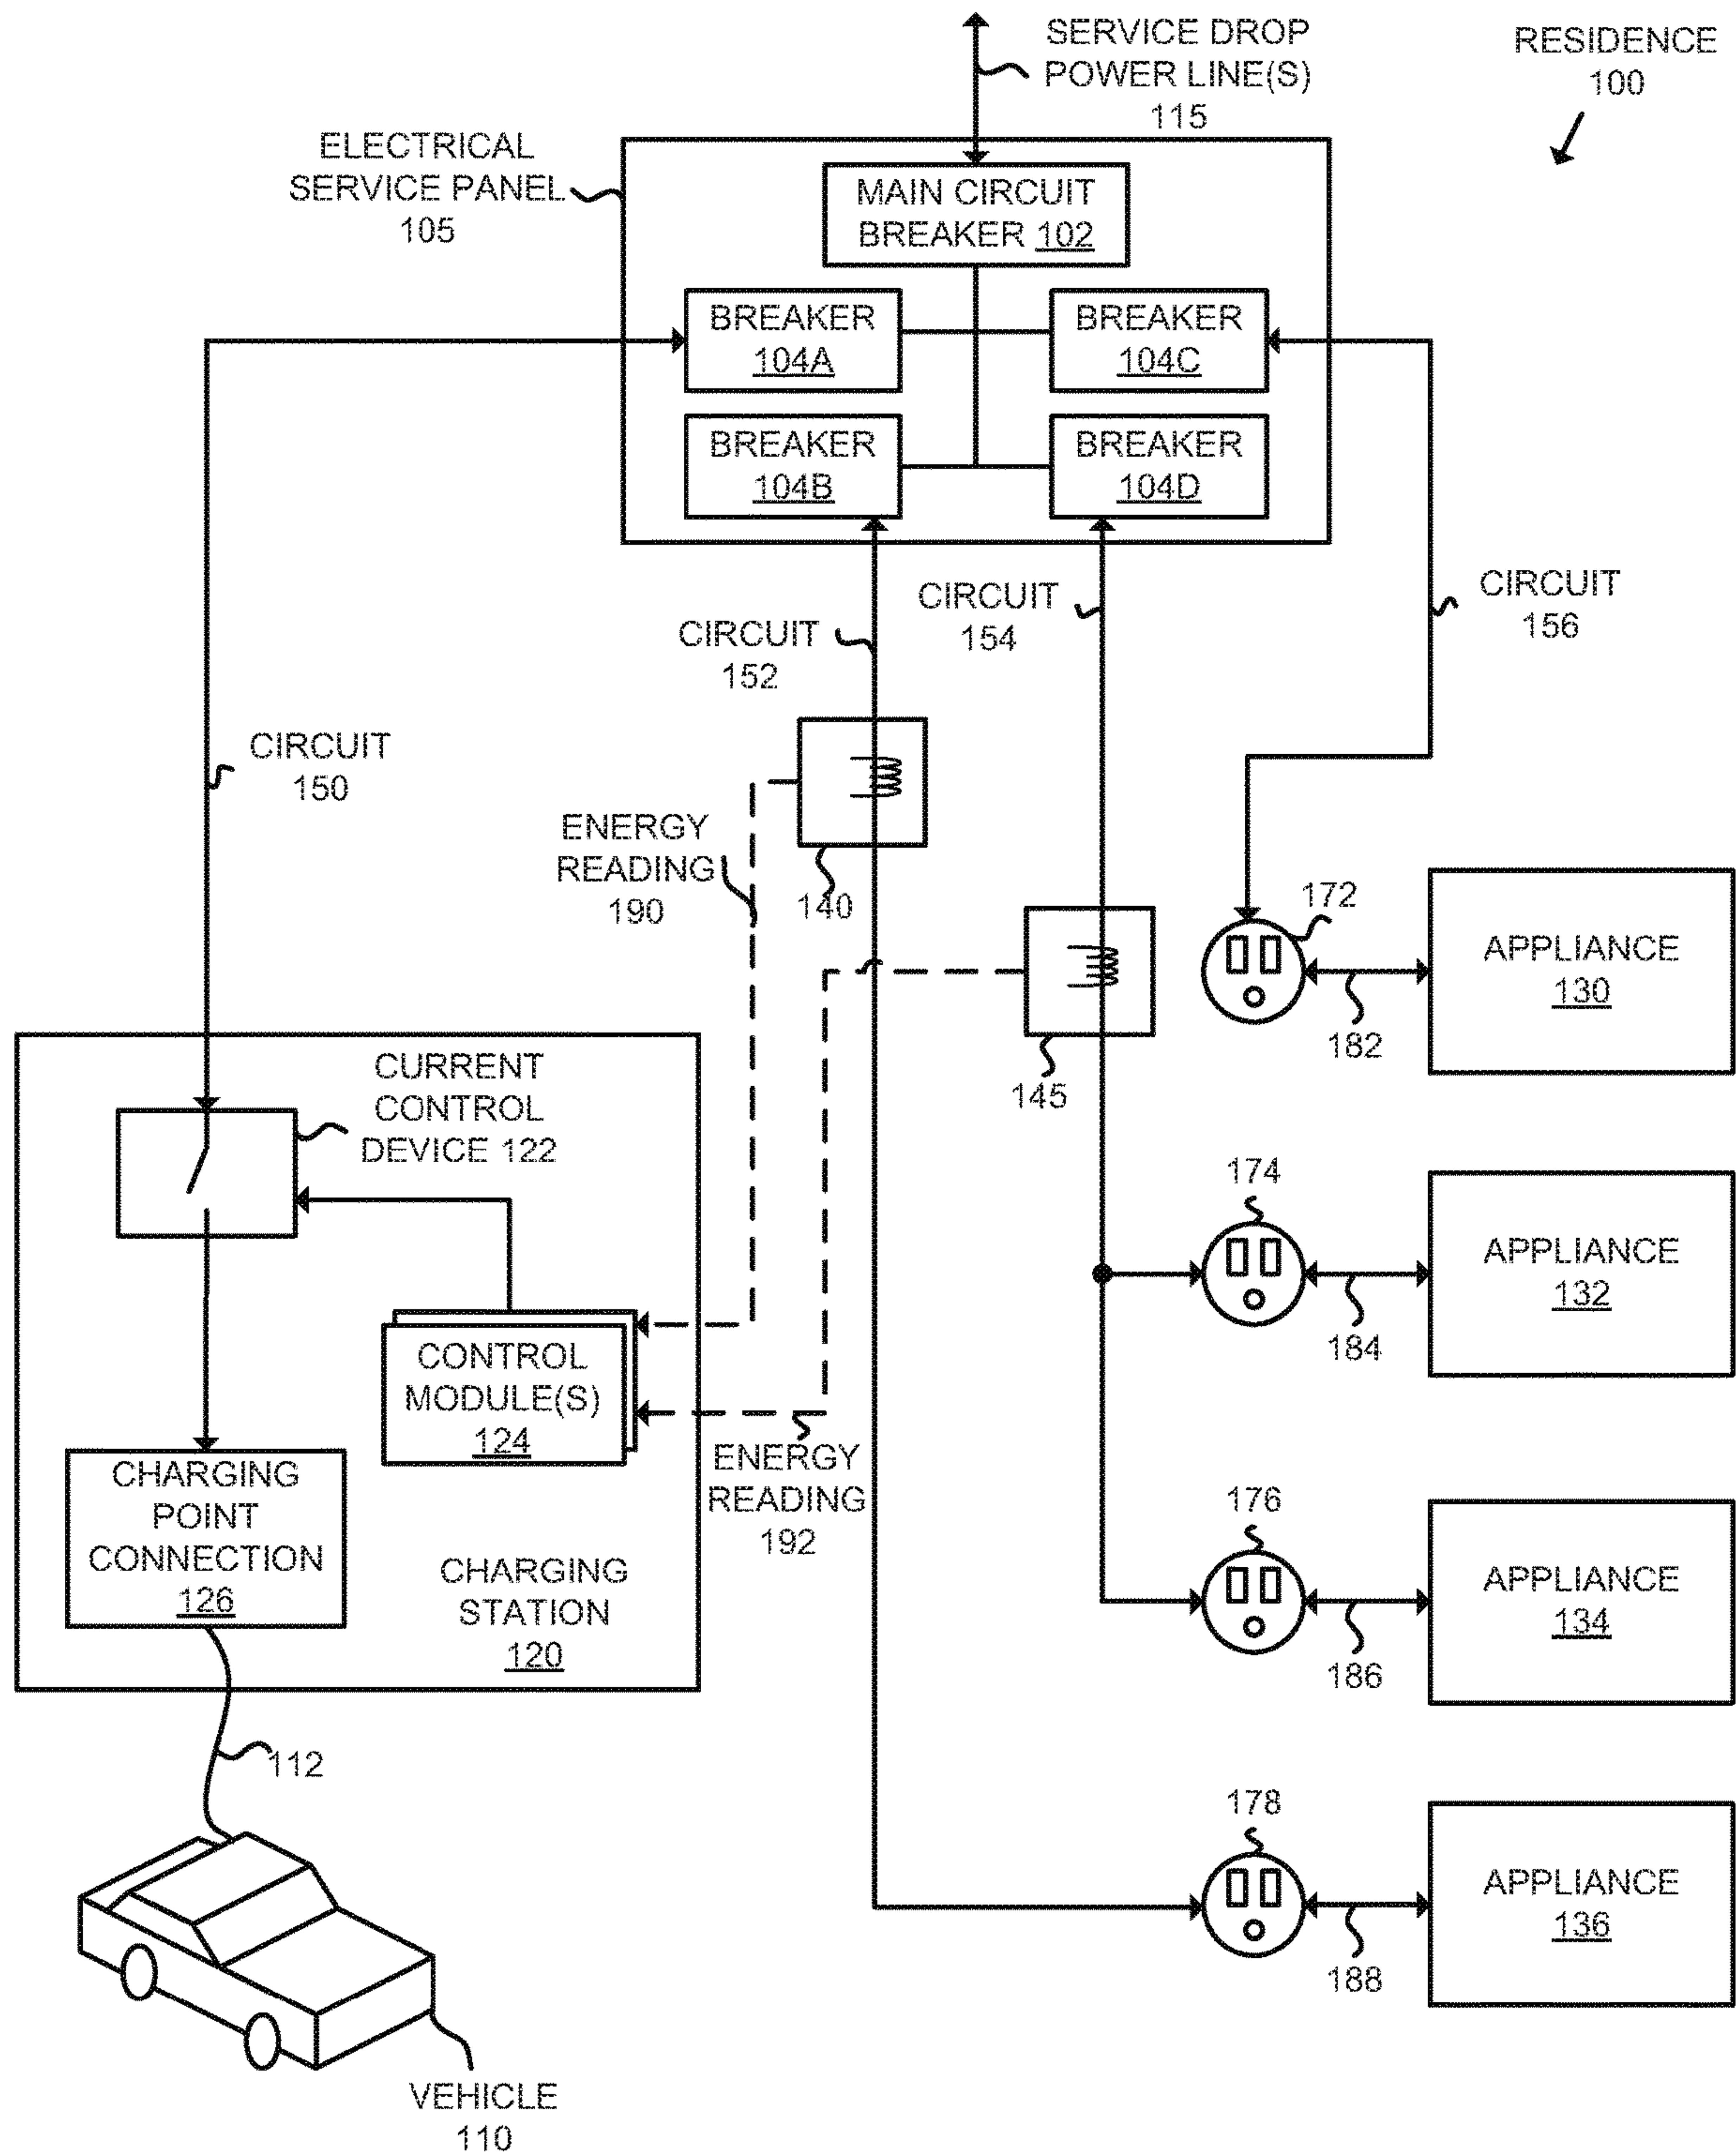 SERVICE DROP
POWER LINE(S)
115
RESIDENCE
100
ELECTRICAL
SERVICE PANEL
105
MAIN CIRCUIT
BREAKER 102
BREAKER
104A
BREAKER
104C
BREAKER
104B
BREAKER
104D
CIRCUIT
154
CIRCUIT
156
CIRCUIT
152
CIRCUIT
150
ENERGY
READING
190
140
172
APPLIANCE
130
182
145
CURRENT
CONTROL
DEVICE 122
174
APPLIANCE
132
184
CONTROL
MODULE(S)
124
ENERGY
READING
192
CHARGING
POINT
CONNECTION
126
CHARGING
STATION
120
176
APPLIANCE
134
186
112
178
APPLIANCE
136
188
VEHICLE
110